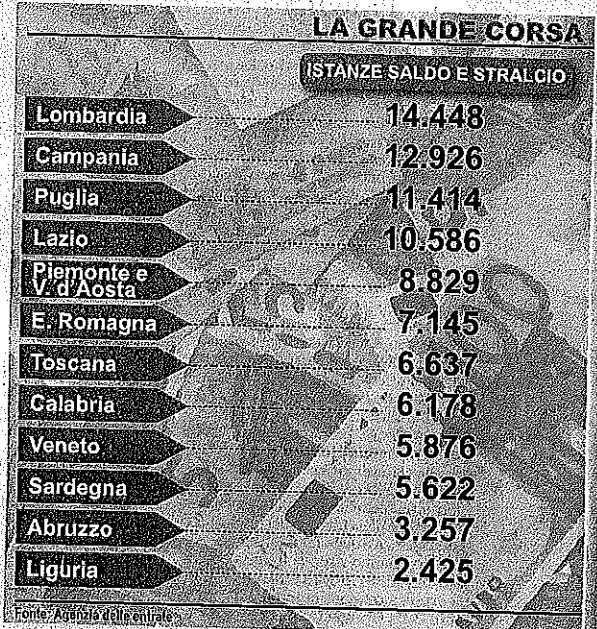 LA GRANDE CORSA
ISTANZE SALDO E STRALCIO
Lombardia 14.448
Campania 12.926
Puglia 11.414
Lazio 10.586
Piemonte e
V. d'Aosta 8.829
E. Romagna 7.145
Toscana 6.637
Calabria 6.178
Veneto 5.876
Sardegna 5.622
Abruzzo 3.257
Liguria 2.425
Fonte: Agenzia delle entrate